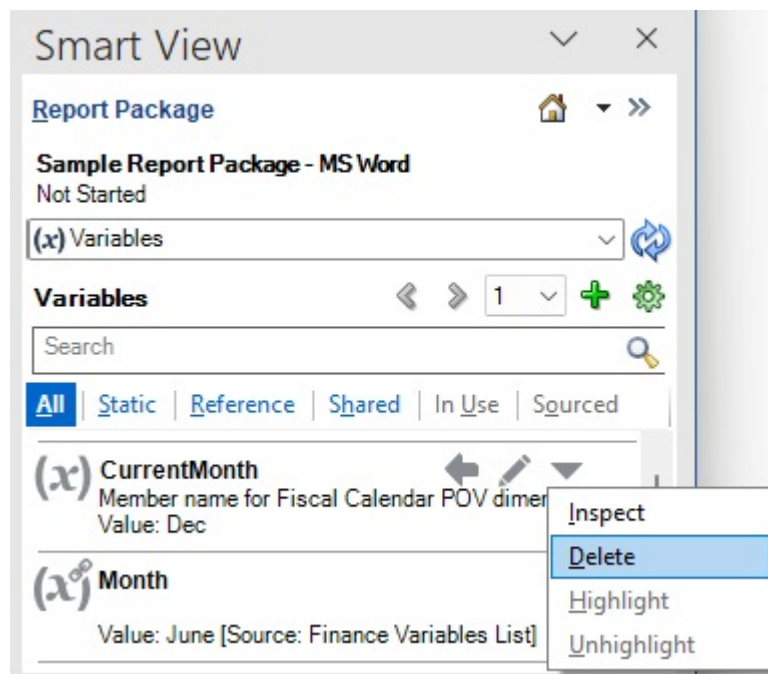 Smart View
Report Package
Sample Report Package - MS Word
Not Started
(x) Variables
Variables
1
Search
All
Static
Reference
Shared
In Use
Sourced
(x) CurrentMonth
Member name for Fiscal Calendar POV dimen
Value: Dec
Inspect
Delete
Highlight
Unhighlight
(x) Month
Value: June [Source: Finance Variables List]